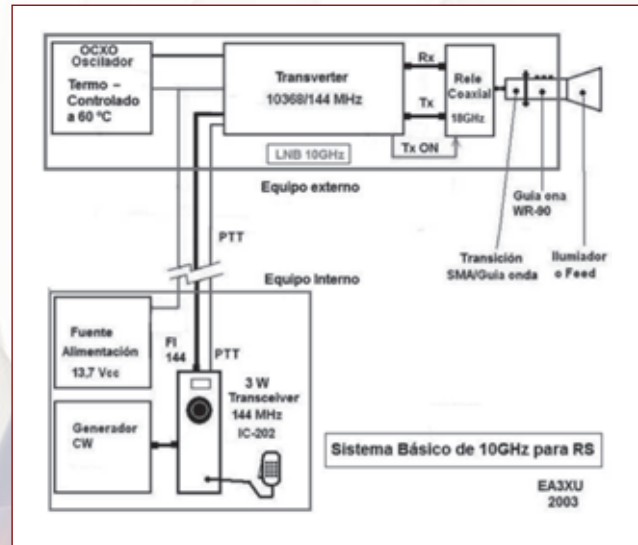 OCXO
Oscilador
Termo –
Controlado
a 60 ºC
Transverter
10368/144 MHz
Rx
Tx
Rele
Coaxial
18GHz
LNB 10GHz
Tx ON
Equipo externo
Guia ona
WR-90
PTT
Transición
SMA/Guia onda
Ilumiador
o Feed
Equipo Interno
Fuente
Alimentación
13,7 Vcc
FI
144
PTT
3 W
Transceiver
144 MHz
IC-202
Generador
CW
Sistema Básico de 10GHz para RS
EA3XU
2003